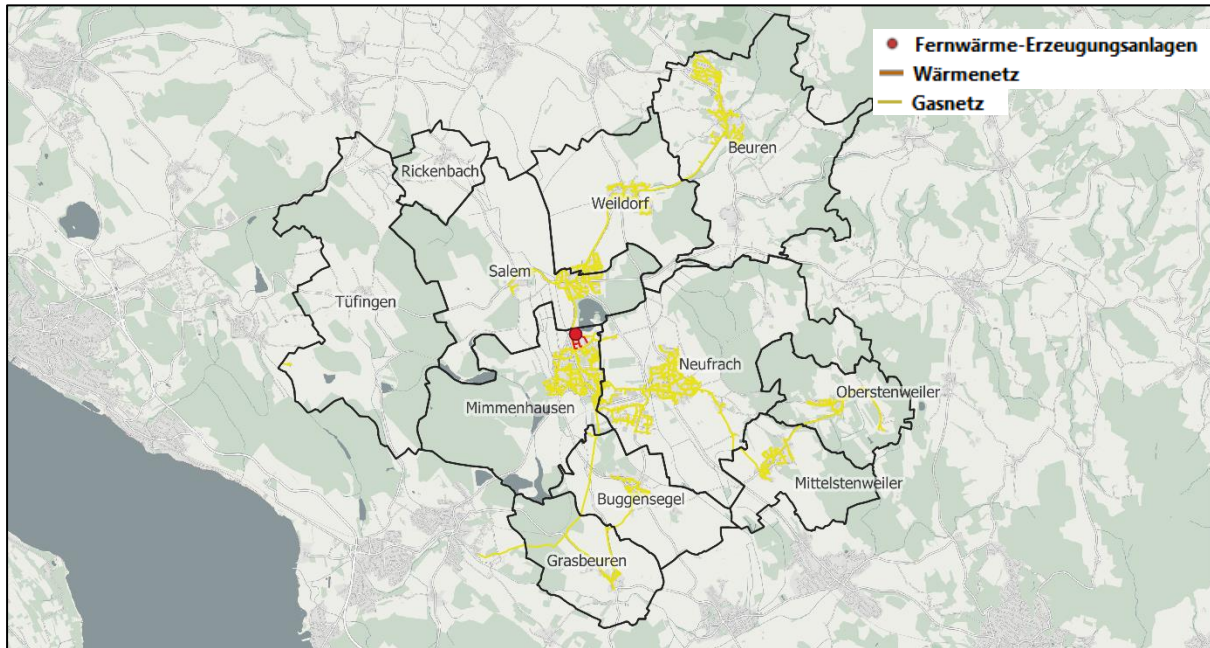 Fernwärme-Erzeugungsanlagen
Wärmenetz
Gasnetz
Beuren
Rickenbach
Weildorf
Salem
Tüfingen
Neufrach
Oberstenweiler
Mimmenhausen
Mittelstenweiler
Buggensegel
Grasbeuren